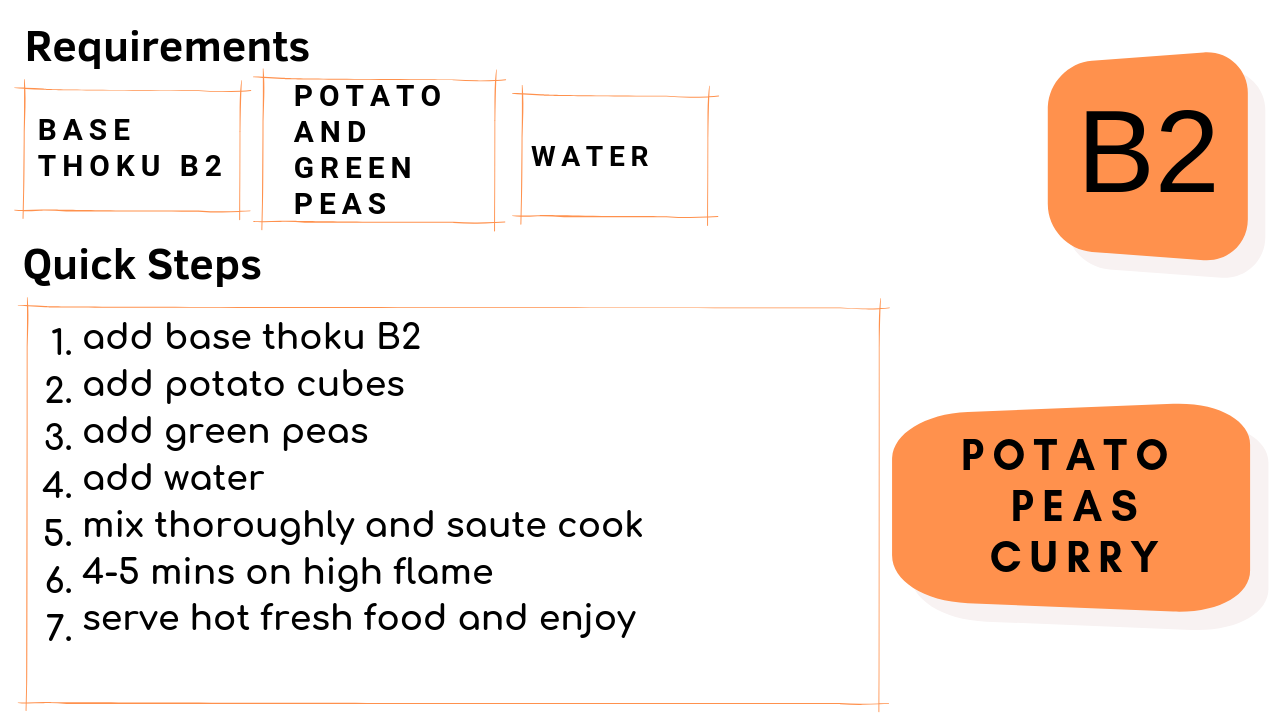 Requirements
BASE
THOKU B2
POTATO
AND
GREEN
PEAS
WATER
B2
Quick Steps
1. add base thoku B2
2. add potato cubes
3. add green peas
4. add water
5. mix thoroughly and saute cook
6. 4-5 mins on high flame
7. serve hot fresh food and enjoy
POTATO
PEAS
CURRY